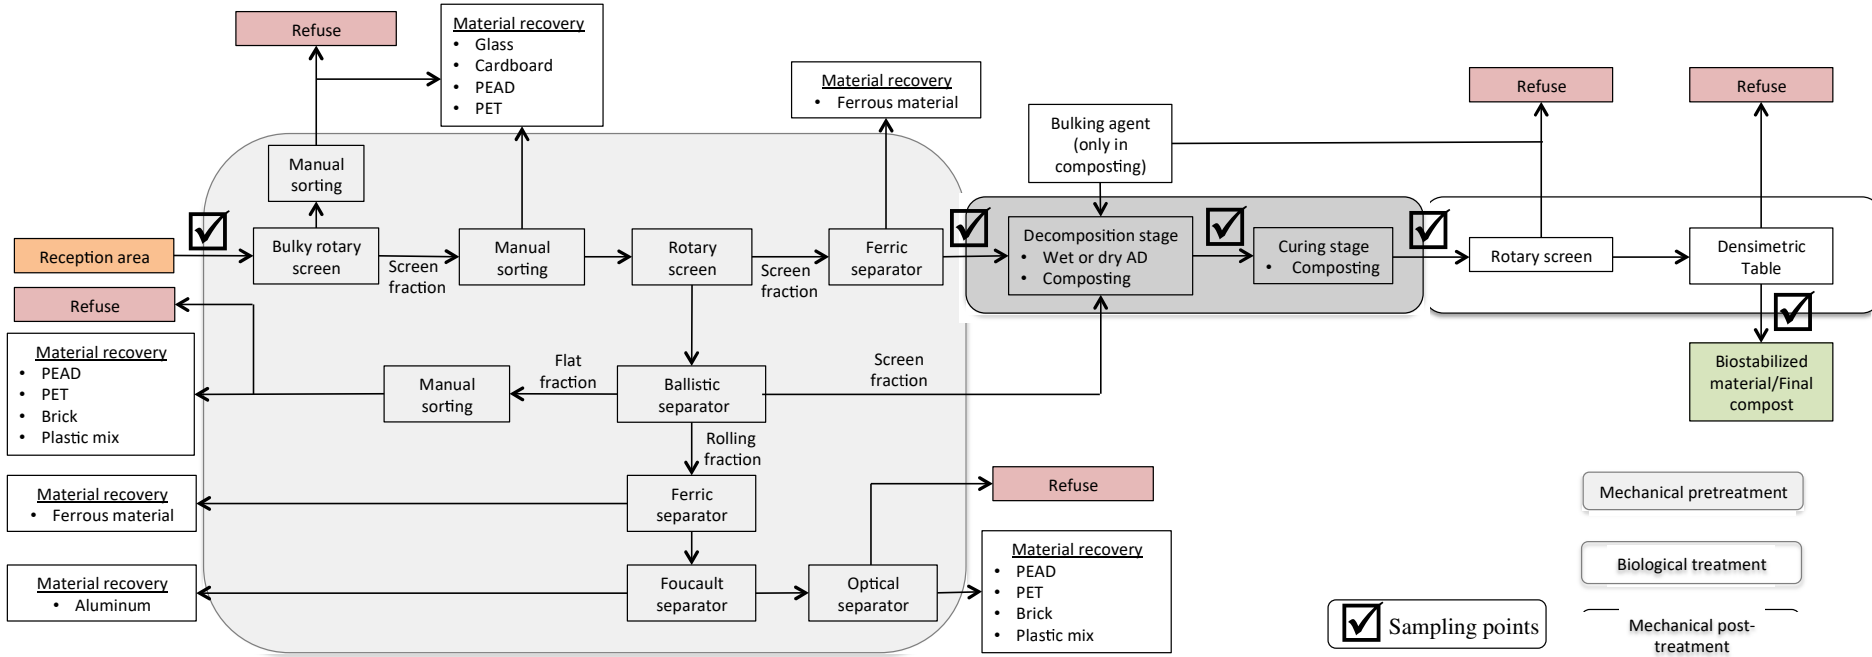 Refuse
Material recovery
• Glass
• Cardboard
• PEAD
• PET
Material recovery
• Ferrous material
Refuse
Refuse
Bulking agent
(only in
composting)
Manual
sorting
Reception area
Bulky rotary
screen
Screen
fraction
Manual
sorting
Rotary
screen
Screen
fraction
Ferric
separator
Decomposition stage
• Wet or dry AD
• Composting
Curing stage
• Composting
Rotary screen
Densimetric
Table
Refuse
Material recovery
• PEAD
• PET
• Brick
• Plastic mix
Manual
sorting
Flat
fraction
Ballistic
separator
Screen
fraction
Biostabilized
material/Final
compost
Rolling
fraction
Material recovery
• Ferrous material
Ferric
separator
Refuse
Material recovery
• Aluminum
Foucault
separator
Optical
separator
Material recovery
• PEAD
• PET
• Brick
• Plastic mix
Sampling points
Mechanical pretreatment
Biological treatment
Mechanical post-
treatment